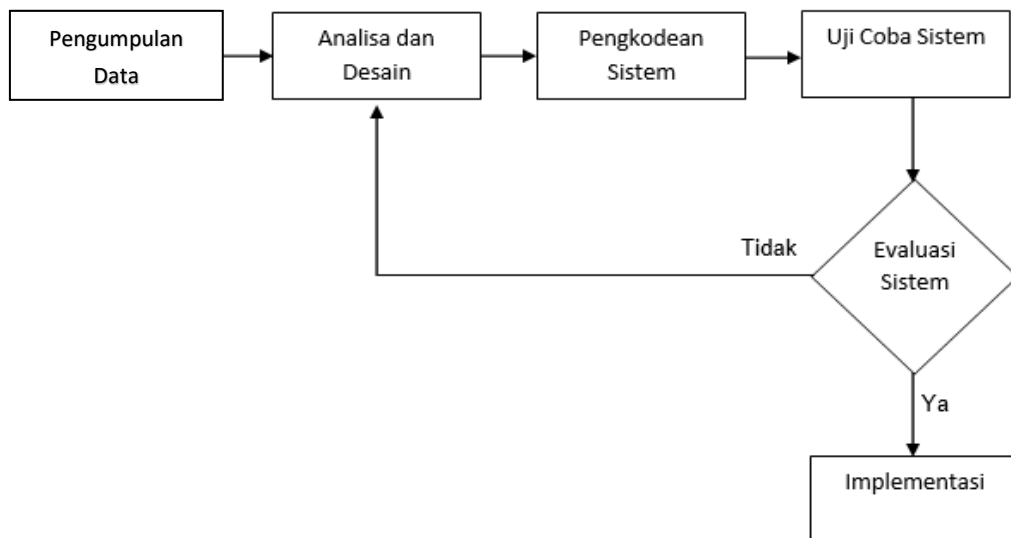 Pengumpulan
Data
Analisa dan
Desain
Pengkodean
Sistem
Uji Coba Sistem
Tidak
Evaluasi
Sistem
Ya
Implementasi